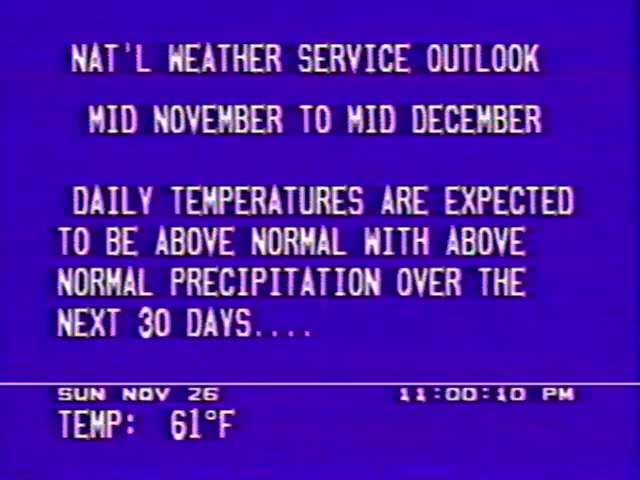 NAT'L WEATHER SERVICE OUTLOOK
MID NOVEMBER TO MID DECEMBER
DAILY TEMPERATURES ARE EXPECTED
TO BE ABOVE NORMAL WITH ABOVE
NORMAL PRECIPITATION OVER THE
NEXT 30 DAYS....
SUN NOV 26 11:00:10 PM
TEMP: 61°F